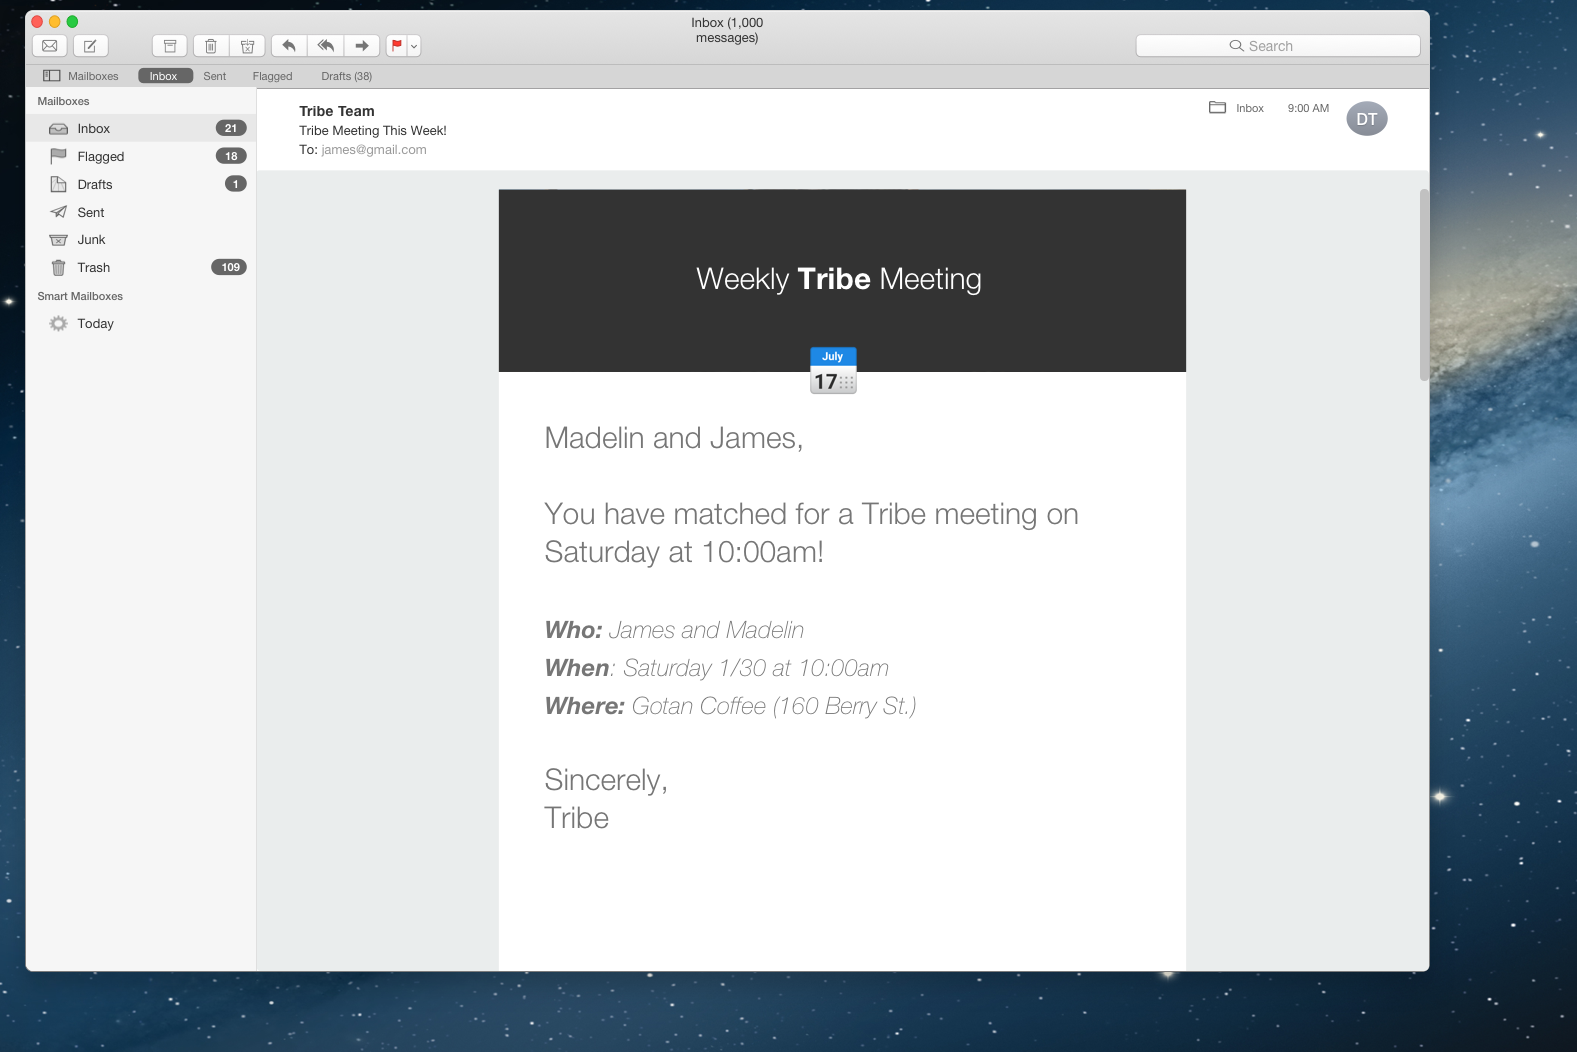 Inbox (1,000
messages)
Search
Mailboxes
Inbox
Sent
Flagged
Drafts (38)
Mailboxes
Inbox 21
Flagged 18
Drafts 1
Sent
Junk
Trash 109
Smart Mailboxes
Today
Tribe Team
Tribe Meeting This Week!
To: james@gmail.com
Inbox
9:00 AM
DT
Weekly Tribe Meeting
July
17
Madelin and James,
You have matched for a Tribe meeting on
Saturday at 10:00am!
Who: James and Madelin
When: Saturday 1/30 at 10:00am
Where: Gotan Coffee (160 Berry St.)
Sincerely,
Tribe